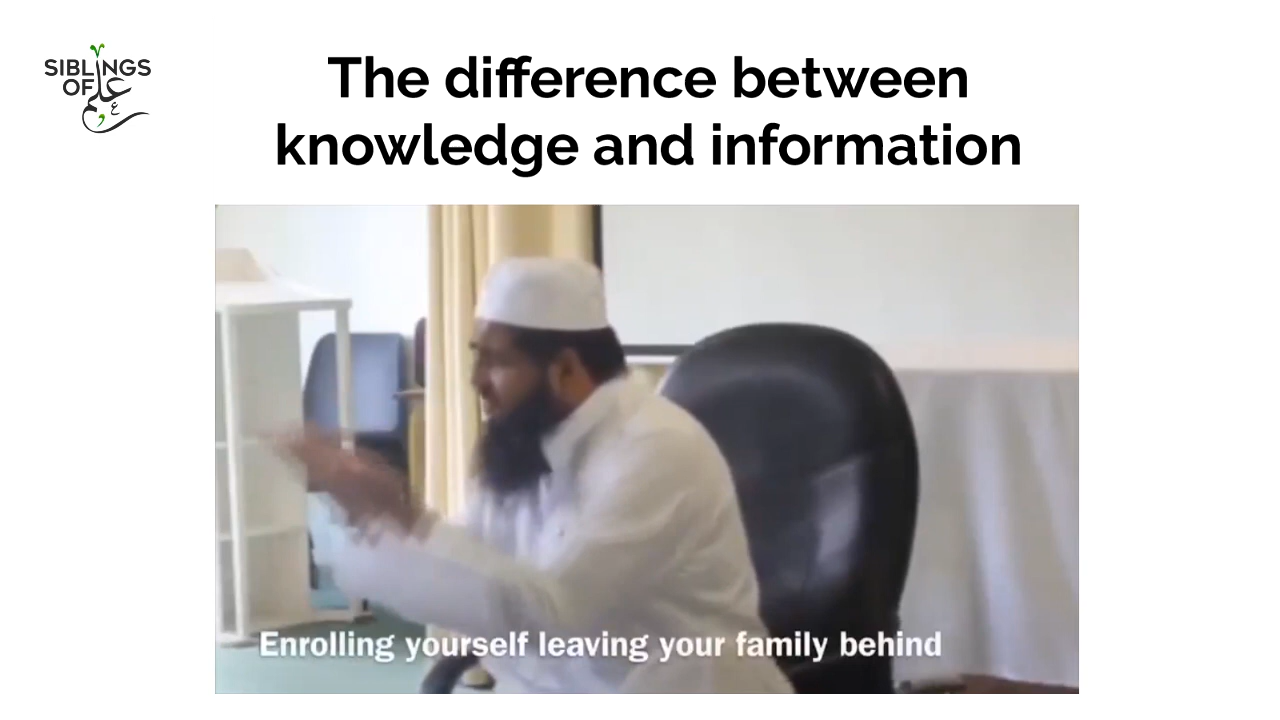 SIBLINGS
OF علم
The difference between
knowledge and information
Enrolling yourself leaving your family behind